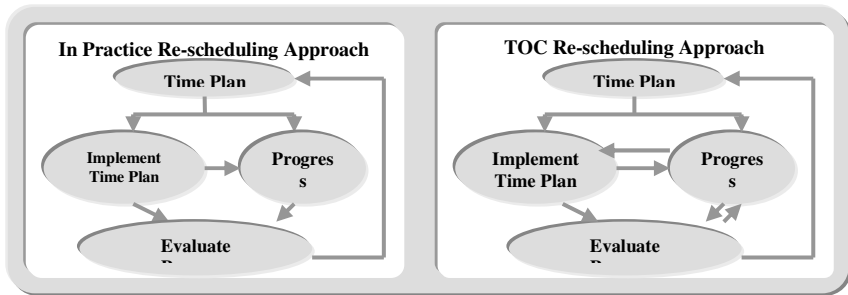 In Practice Re-scheduling Approach
Time Plan
Implement
Time Plan
Progres
s
Evaluate
TOC Re-scheduling Approach
Time Plan
Implement
Time Plan
Progres
s
Evaluate